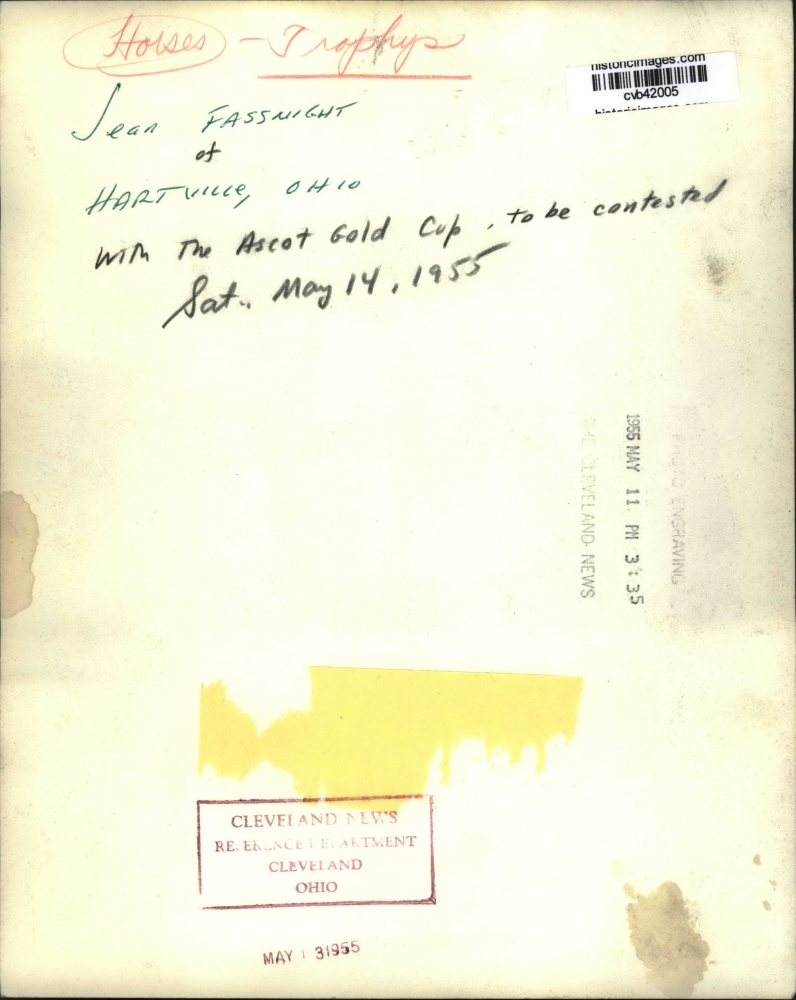 Horses - Trophys
historicimages.com
cvb42005
Jean FASSNIGHT
of
HARTVILLE, OHIO
With The Ascot Gold Cup, to be contested
Sat., May 14, 1955
THE CLEVELAND NEWS
1955 MAY 11 PM 3:35
ENGRAVING
CLEVELAND NEWS
REFERENCE DEPARTMENT
CLEVELAND
OHIO
MAY 1 31955